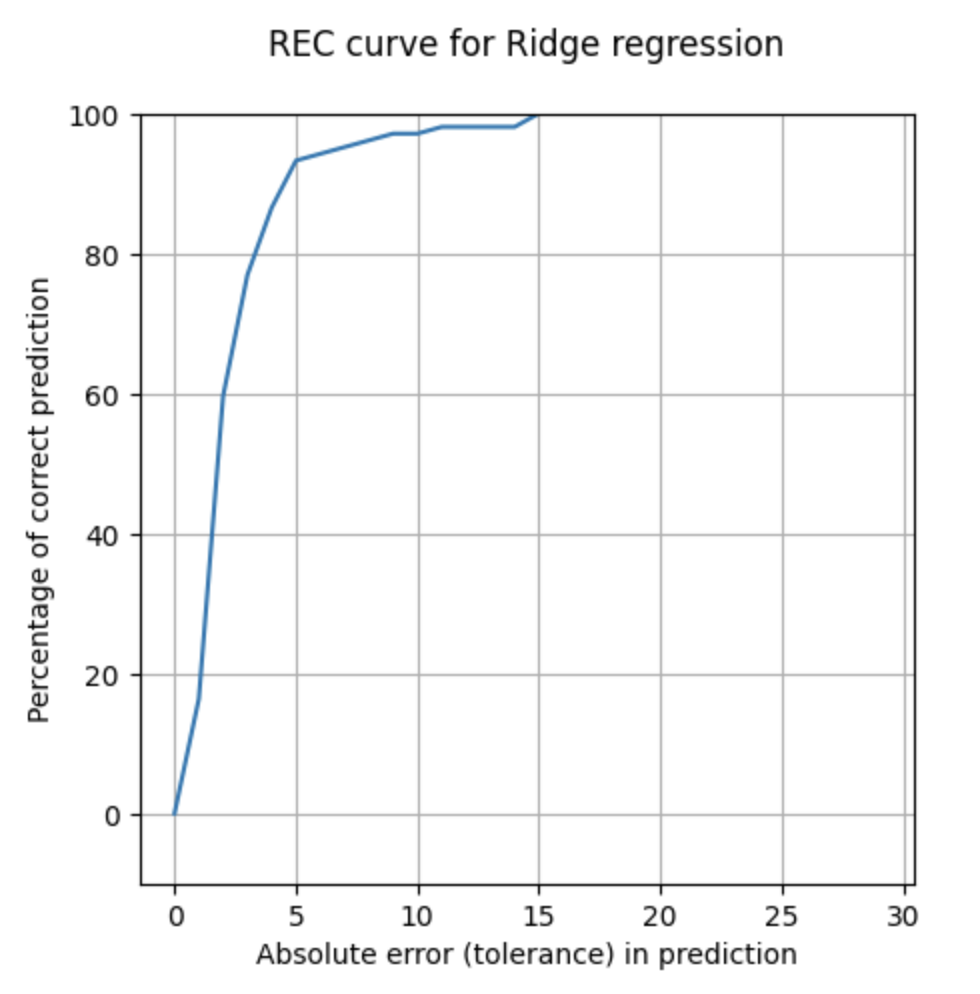 REC curve for Ridge regression
100
80
60
40
20
0
Percentage of correct prediction
0 5 10 15 20 25 30
Absolute error (tolerance) in prediction